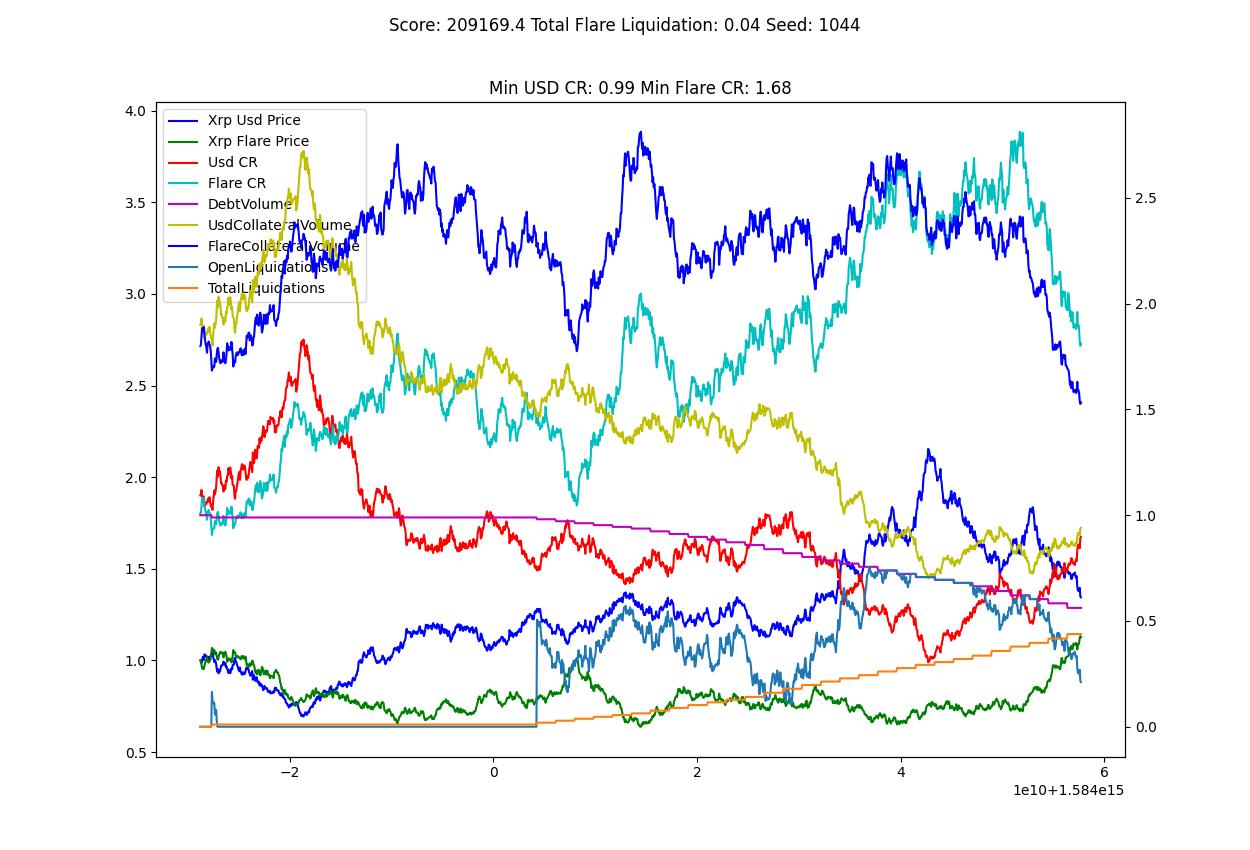 Score: 209169.4 Total Flare Liquidation: 0.04 Seed: 1044
Min USD CR: 0.99 Min Flare CR: 1.68
Xrp Usd Price
Xrp Flare Price
Usd CR
Flare CR
DebtVolume
UsdCollateralVolume
FlareCollateralVolume
OpenLiquidations
TotalLiquidations
4.0
3.5
3.0
2.5
2.0
1.5
1.0
0.5
2.5
2.0
1.5
1.0
0.5
0.0
−2
0
2
4
6
1e10+1.584e15